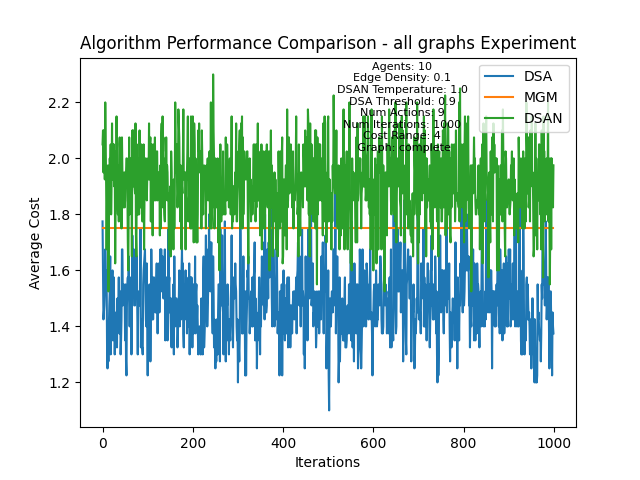 Algorithm Performance Comparison - all graphs Experiment
Agents: 10
Edge Density: 0.1
DSAN Temperature: 1.0
DSA Threshold: 0.9
Num Actions: 9
Num Iterations: 1000
Cost Range: 4
Graph: complete
DSA
MGM
DSAN
Average Cost
2.2
2.0
1.8
1.6
1.4
1.2
0
200
400
600
800
1000
Iterations